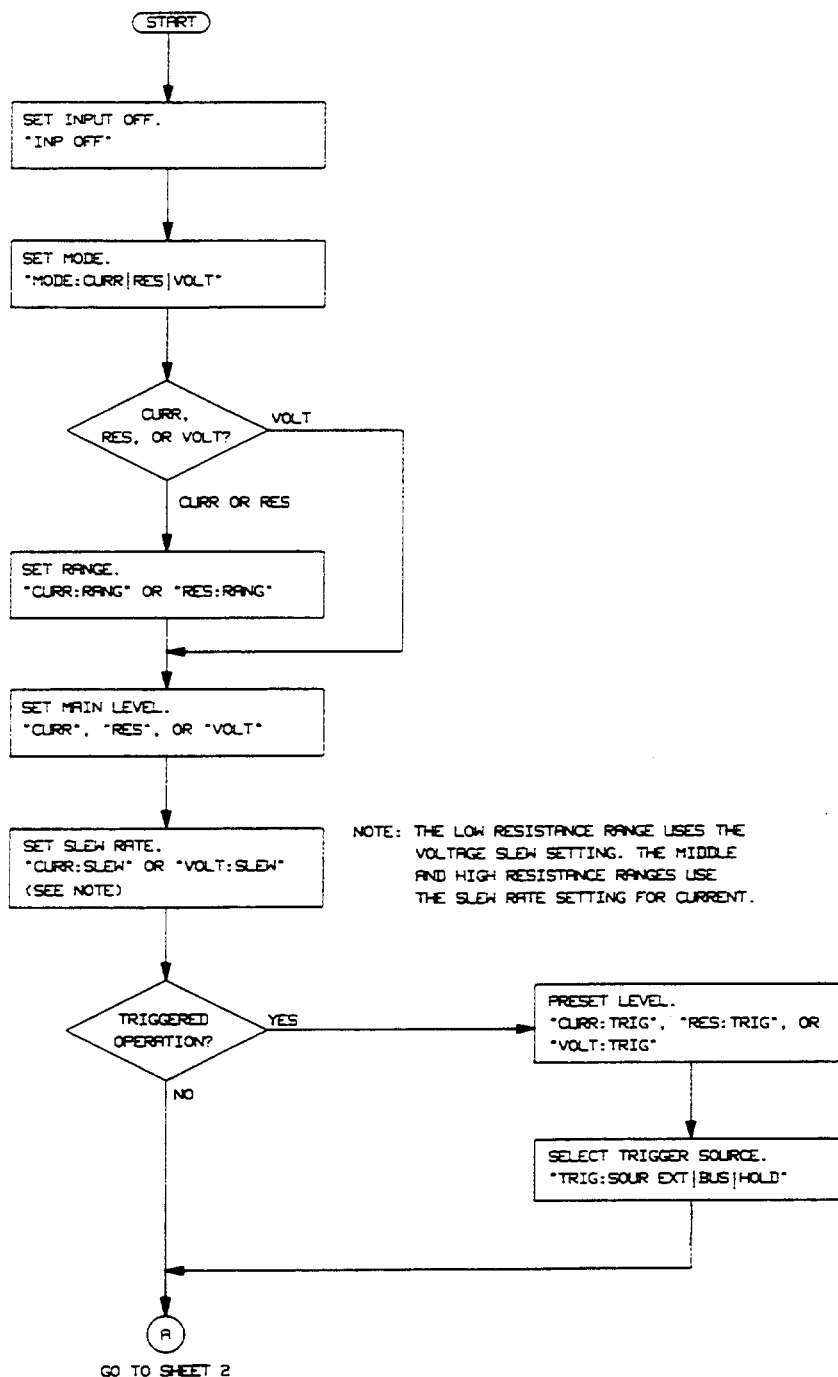 START
SET INPUT OFF.
"INP OFF"
SET MODE.
"MODE:CURR|RES|VOLT"
CURR,
RES, OR VOLT?
VOLT
CURR OR RES
SET RANGE.
"CURR:RANG" OR "RES:RANG"
SET MAIN LEVEL.
"CURR", "RES", OR "VOLT"
SET SLEW RATE.
"CURR:SLEW" OR "VOLT:SLEW"
(SEE NOTE)
NOTE: THE LOW RESISTANCE RANGE USES THE
VOLTAGE SLEW SETTING. THE MIDDLE
AND HIGH RESISTANCE RANGES USE
THE SLEW RATE SETTING FOR CURRENT.
TRIGGERED
OPERATION?
YES
NO
PRESET LEVEL.
"CURR:TRIG", "RES:TRIG", OR
"VOLT:TRIG"
SELECT TRIGGER SOURCE.
"TRIG:SOUR EXT|BUS|HOLD"
A
GO TO SHEET 2